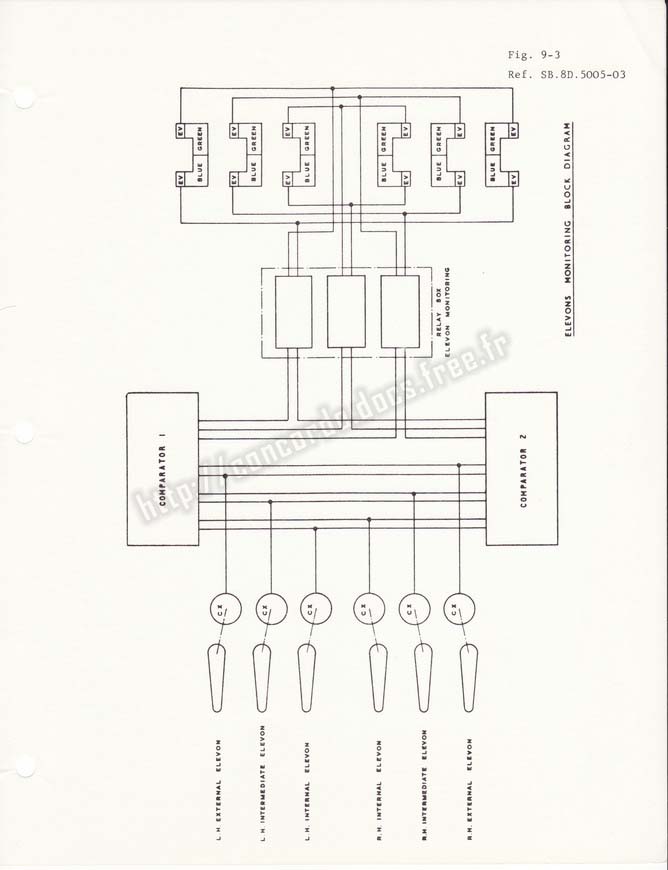 Fig. 9-3
Ref. SB.8D.5005-03
ELEVONS MONITORING BLOCK DIAGRAM
EV BLUE GREEN EV
EV BLUE GREEN EV
EV BLUE GREEN EV
EV BLUE GREEN EV
EV BLUE GREEN EV
EV BLUE GREEN EV
RELAY BOX
ELEVON MONITORING
COMPARATOR 1
COMPARATOR 2
http://concorde.docs.free.fr
CX
CX
CX
CX
CX
CX
L.H. EXTERNAL ELEVON
L.H. INTERMEDIATE ELEVON
L.H. INTERNAL ELEVON
R.H. INTERNAL ELEVON
R.H. INTERMEDIATE ELEVON
R.H. EXTERNAL ELEVON